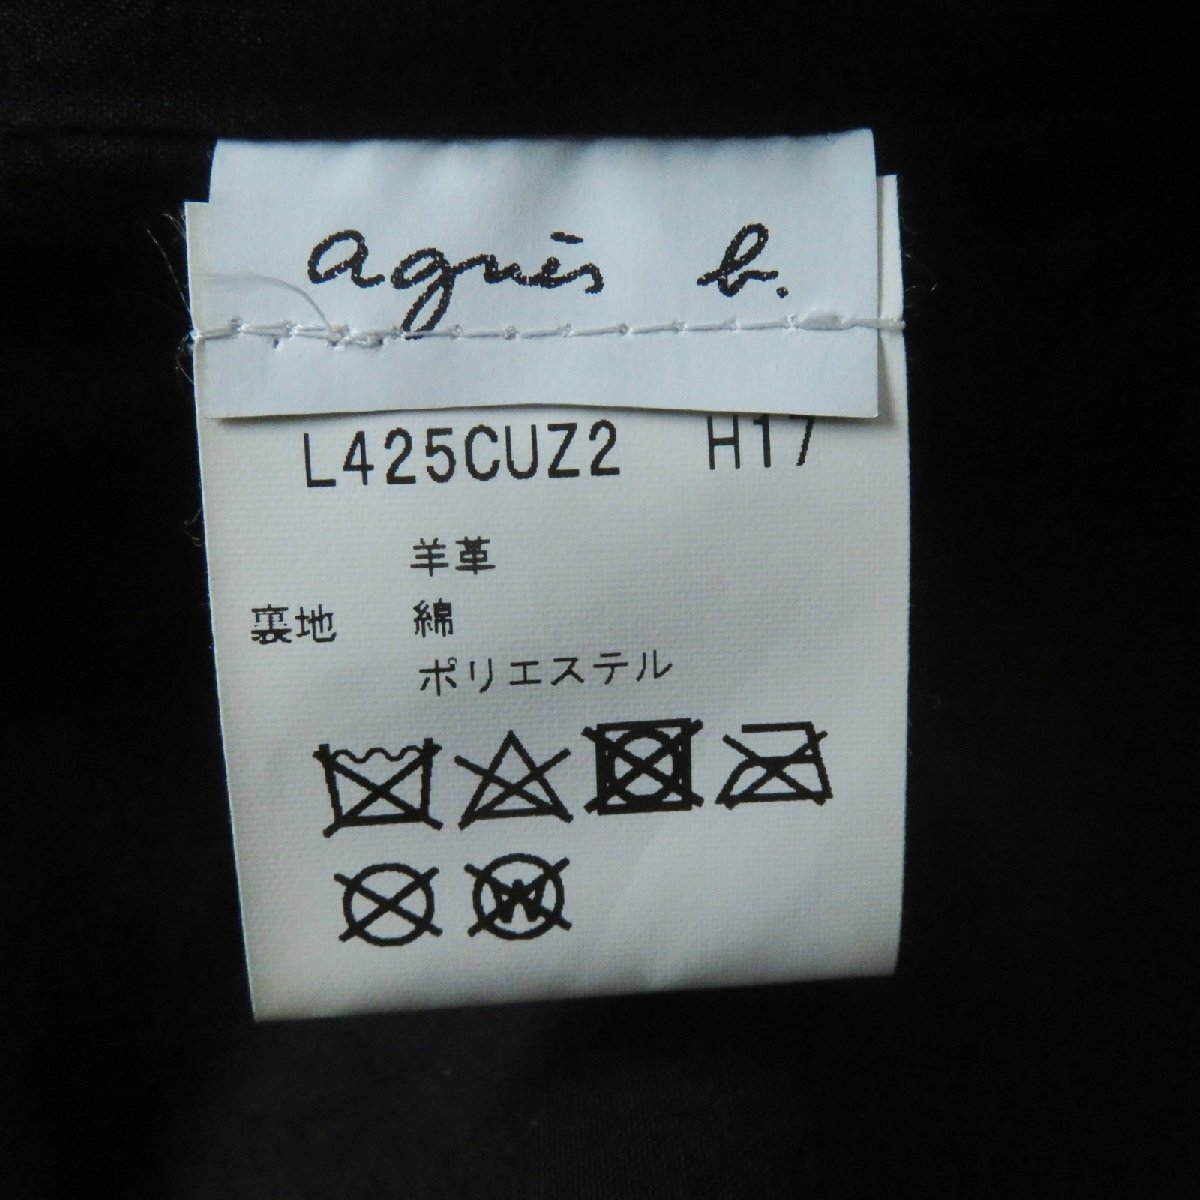 agnès b.
L425CUZ2 H17
羊革
裏地 綿
ポリエステル
W